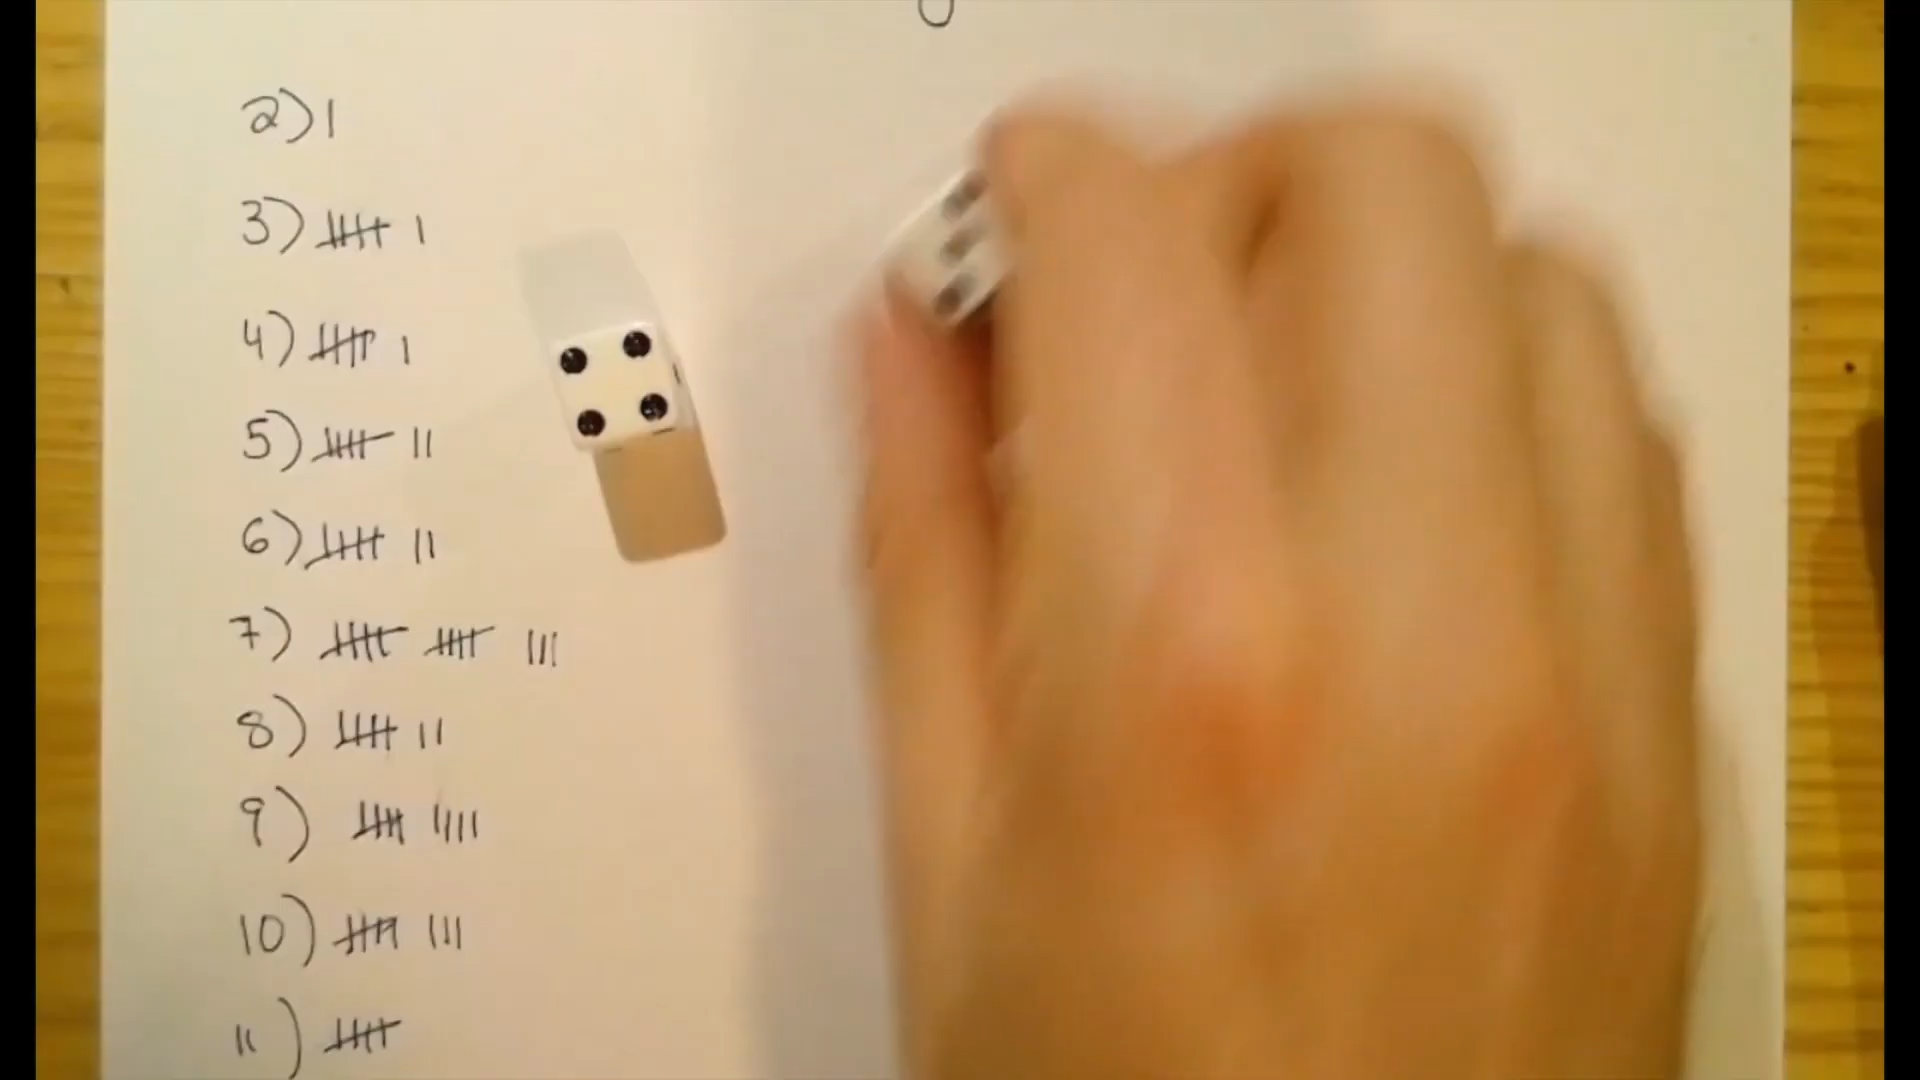 2) |
3) 卌 |
4) 卌 |
5) 卌 ||
6) 卌 ||
7) 卌 卌 |||
8) 卌 ||
9) 卌 ||||
10) 卌 |||
11) 卌